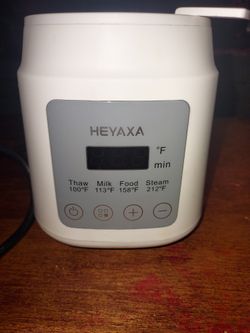 HEYAXA
°F
min
Thaw Milk Food Steam
100°F 113°F 158°F 212°F